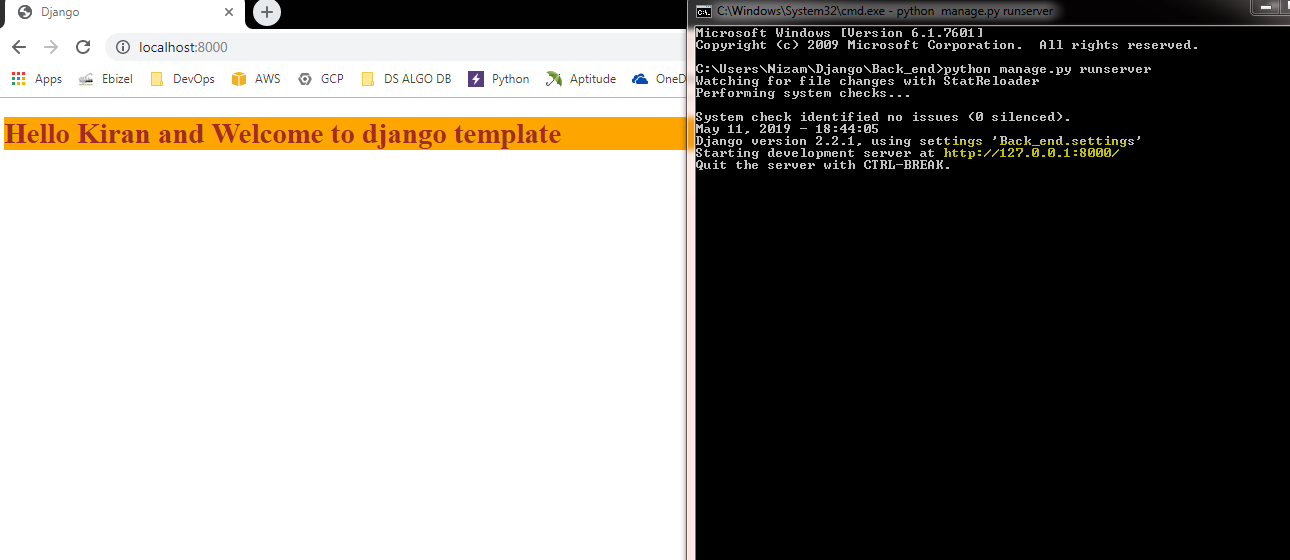 Django
localhost:8000
Apps Ebizel DevOps AWS GCP DS ALGO DB Python Aptitude
Hello Kiran and Welcome to django template
C:\Windows\System32\cmd.exe - python  manage.py runserver
Microsoft Windows [Version 6.1.7601]
Copyright (c) 2009 Microsoft Corporation.  All rights reserved.
C:\Users\Nizam\Django\Back_end>python manage.py runserver
Watching for file changes with StatReloader
Performing system checks...
System check identified no issues (0 silenced).
May 11, 2019 - 18:44:05
Django version 2.2.1, using settings 'Back_end.settings'
Starting development server at http://127.0.0.1:8000/
Quit the server with CTRL-BREAK.